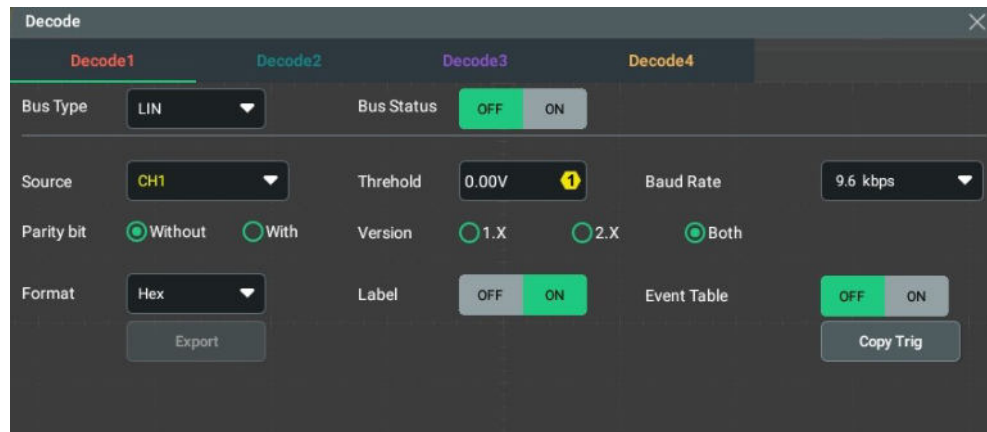 Decode
Decode1 Decode2 Decode3 Decode4
Bus Type LIN Bus Status OFF ON
Source CH1 Threhold 0.00V 1 Baud Rate 9.6 kbps
Parity bit Without With Version 1.X 2.X Both
Format Hex Label OFF ON Event Table OFF ON
Export Copy Trig